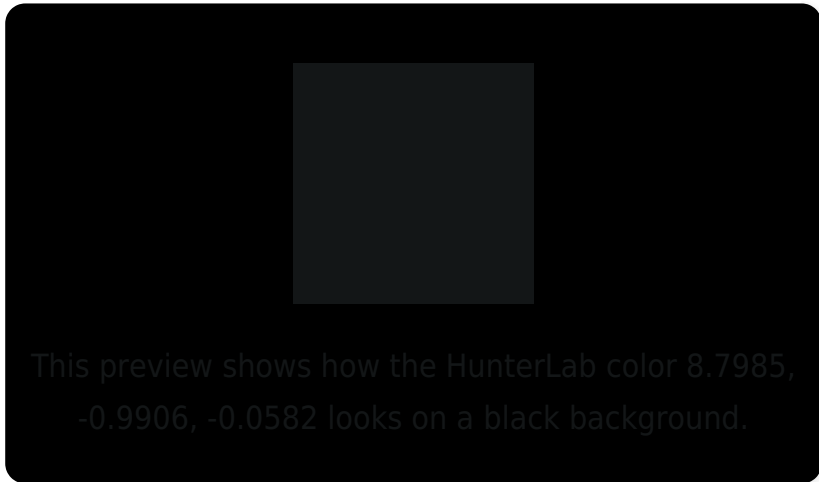 This preview shows how the HunterLab color 8.7985,
-0.9906, -0.0582 looks on a black background.